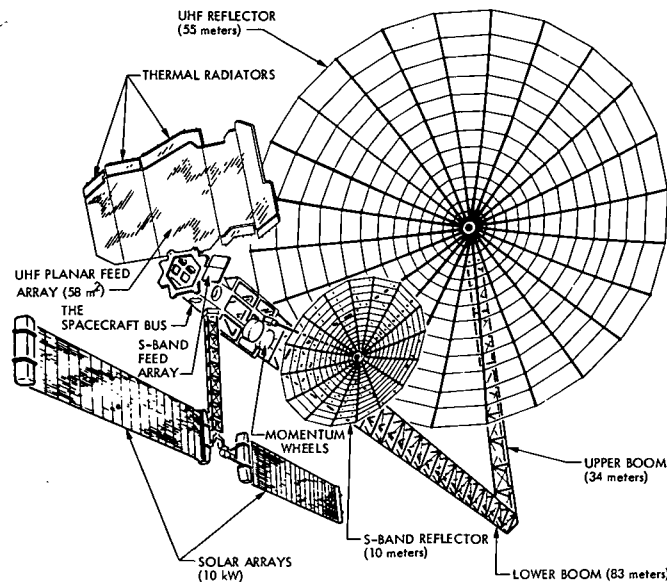 UHF REFLECTOR
(55 meters)
THERMAL RADIATORS
UHF PLANAR FEED
ARRAY (58 m²)
THE
SPACECRAFT BUS
S-BAND
FEED
ARRAY
MOMENTUM
WHEELS
UPPER BOOM
(34 meters)
S-BAND REFLECTOR
(10 meters)
SOLAR ARRAYS
(10 kW)
LOWER BOOM (83 meters)